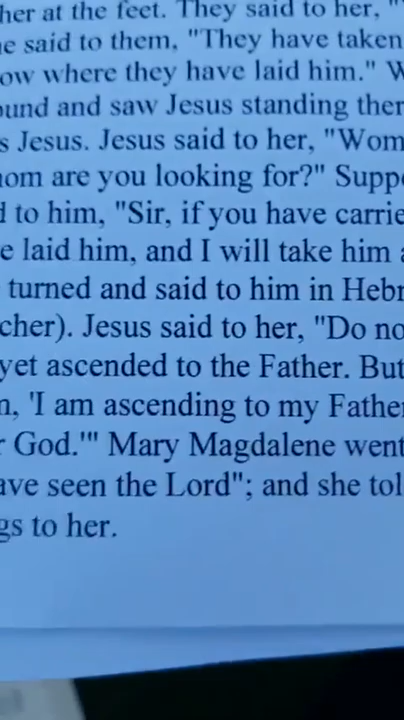 her at the feet. They said to her, "
e said to them, "They have taken
ow where they have laid him." W
ound and saw Jesus standing ther
s Jesus. Jesus said to her, "Wom
om are you looking for?" Suppo
d to him, "Sir, if you have carrie
e laid him, and I will take him a
turned and said to him in Hebr
cher). Jesus said to her, "Do no
yet ascended to the Father. But
m, 'I am ascending to my Father
r God.'" Mary Magdalene went
ave seen the Lord"; and she tol
gs to her.